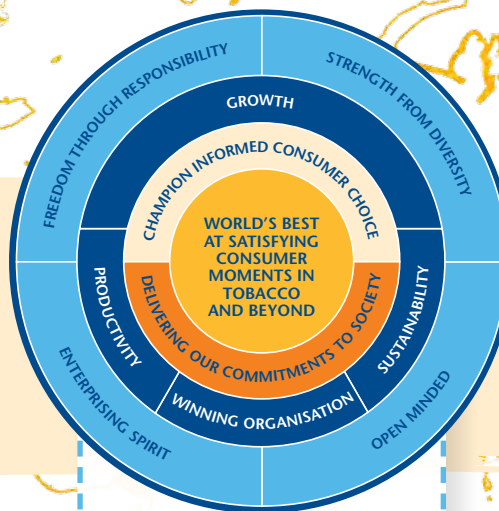 FREEDOM THROUGH RESPONSIBILITY
STRENGTH FROM DIVERSITY
GROWTH
CHAMPION INFORMED CONSUMER CHOICE
WORLD'S BEST
AT SATISFYING
CONSUMER
MOMENTS IN
TOBACCO
AND BEYOND
DELIVERING OUR COMMITMENTS TO SOCIETY
PRODUCTIVITY
SUSTAINABILITY
WINNING ORGANISATION
ENTERPRISING SPIRIT
OPEN MINDED